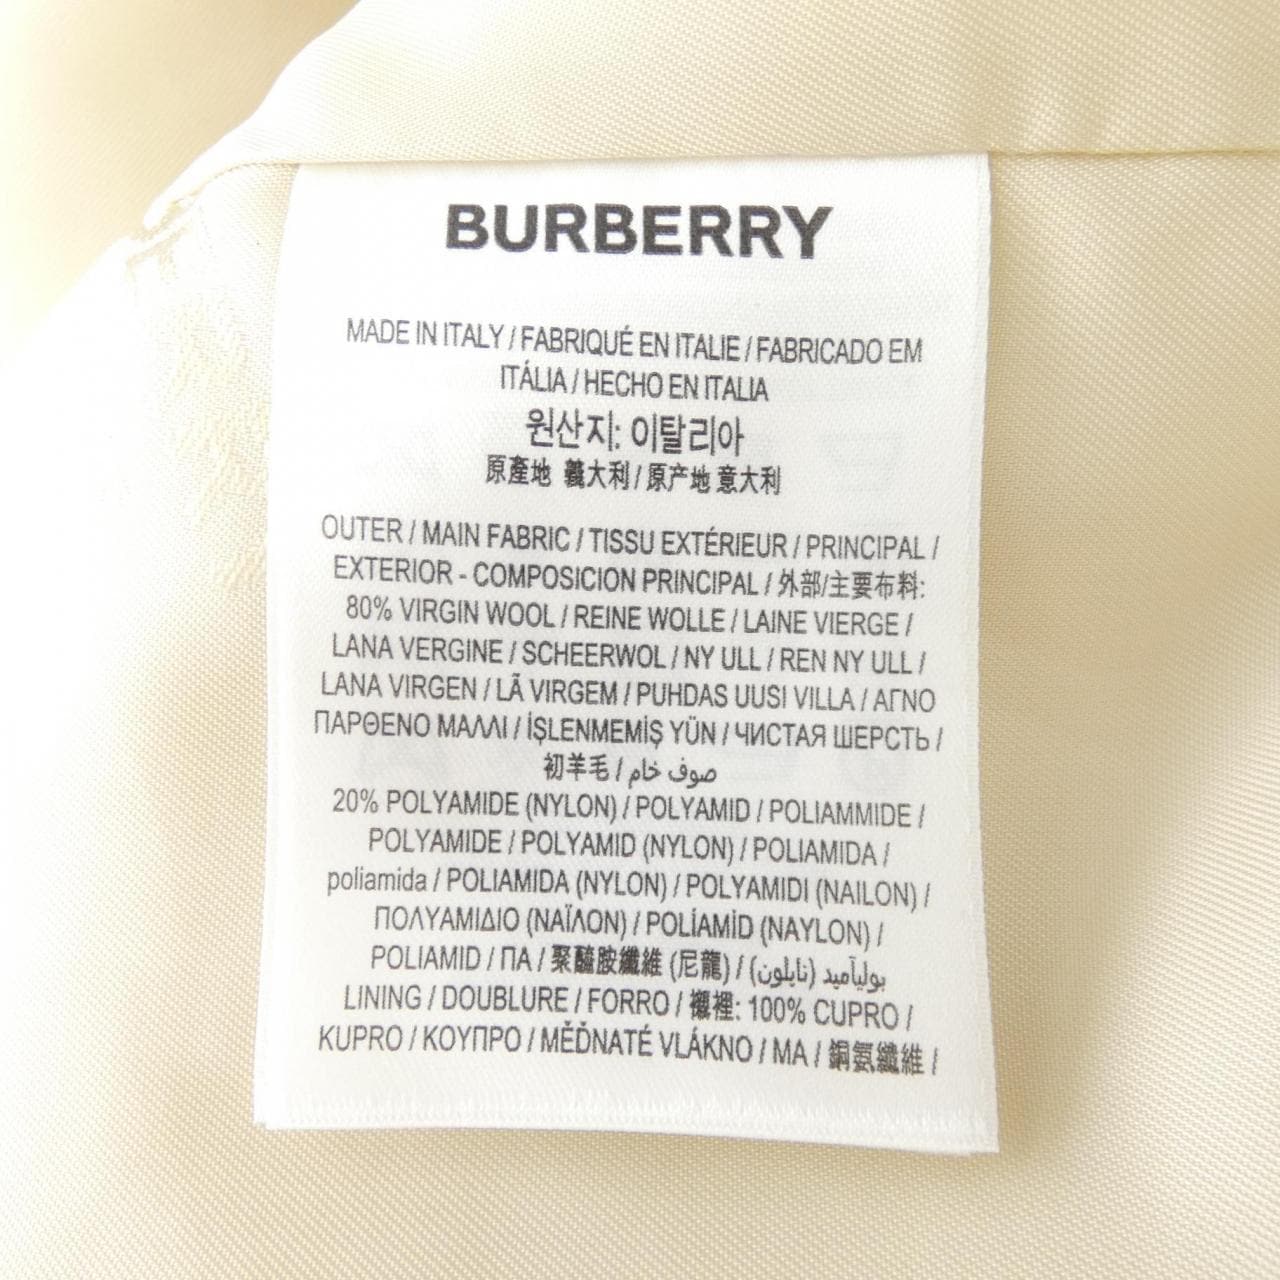 BURBERRY
MADE IN ITALY / FABRIQUÉ EN ITALIE / FABRICADO EM
ITÁLIA / HECHO EN ITALIA
원산지: 이탈리아
原產地 義大利 / 原产地 意大利
OUTER / MAIN FABRIC / TISSU EXTÉRIEUR / PRINCIPAL /
EXTERIOR - COMPOSICION PRINCIPAL / 外部/主要布料:
80% VIRGIN WOOL / REINE WOLLE / LAINE VIERGE /
LANA VERGINE / SCHEERWOL / NY ULL / REN NY ULL /
LANA VIRGEN / LÃ VIRGEM / PUHDAS UUSI VILLA / ΑΓΝΟ
ΠΑΡΘΕΝΟ ΜΑΛΛΙ / İŞLENMEMİŞ YÜN / ЧИСТАЯ ШЕРСТЬ /
初羊毛 / صوف خام
20% POLYAMIDE (NYLON) / POLYAMID / POLIAMMIDE /
POLYAMIDE / POLYAMID (NYLON) / POLIAMIDA /
poliamida / POLIAMIDA (NYLON) / POLYAMIDI (NAILON) /
ΠΟΛΥΑΜΙΔΙΟ (ΝΑΪΛΟΝ) / POLİAMİD (NAYLON) /
POLIAMID / ПА / 聚醯胺纖維 (尼龍) / بولیآمید (نایلون)
LINING / DOUBLURE / FORRO / 襯裡: 100% CUPRO /
KUPRO / ΚΟΥΠΡΟ / MĚĎNATÉ VLÁKNO / МА / 銅氨纖維 /